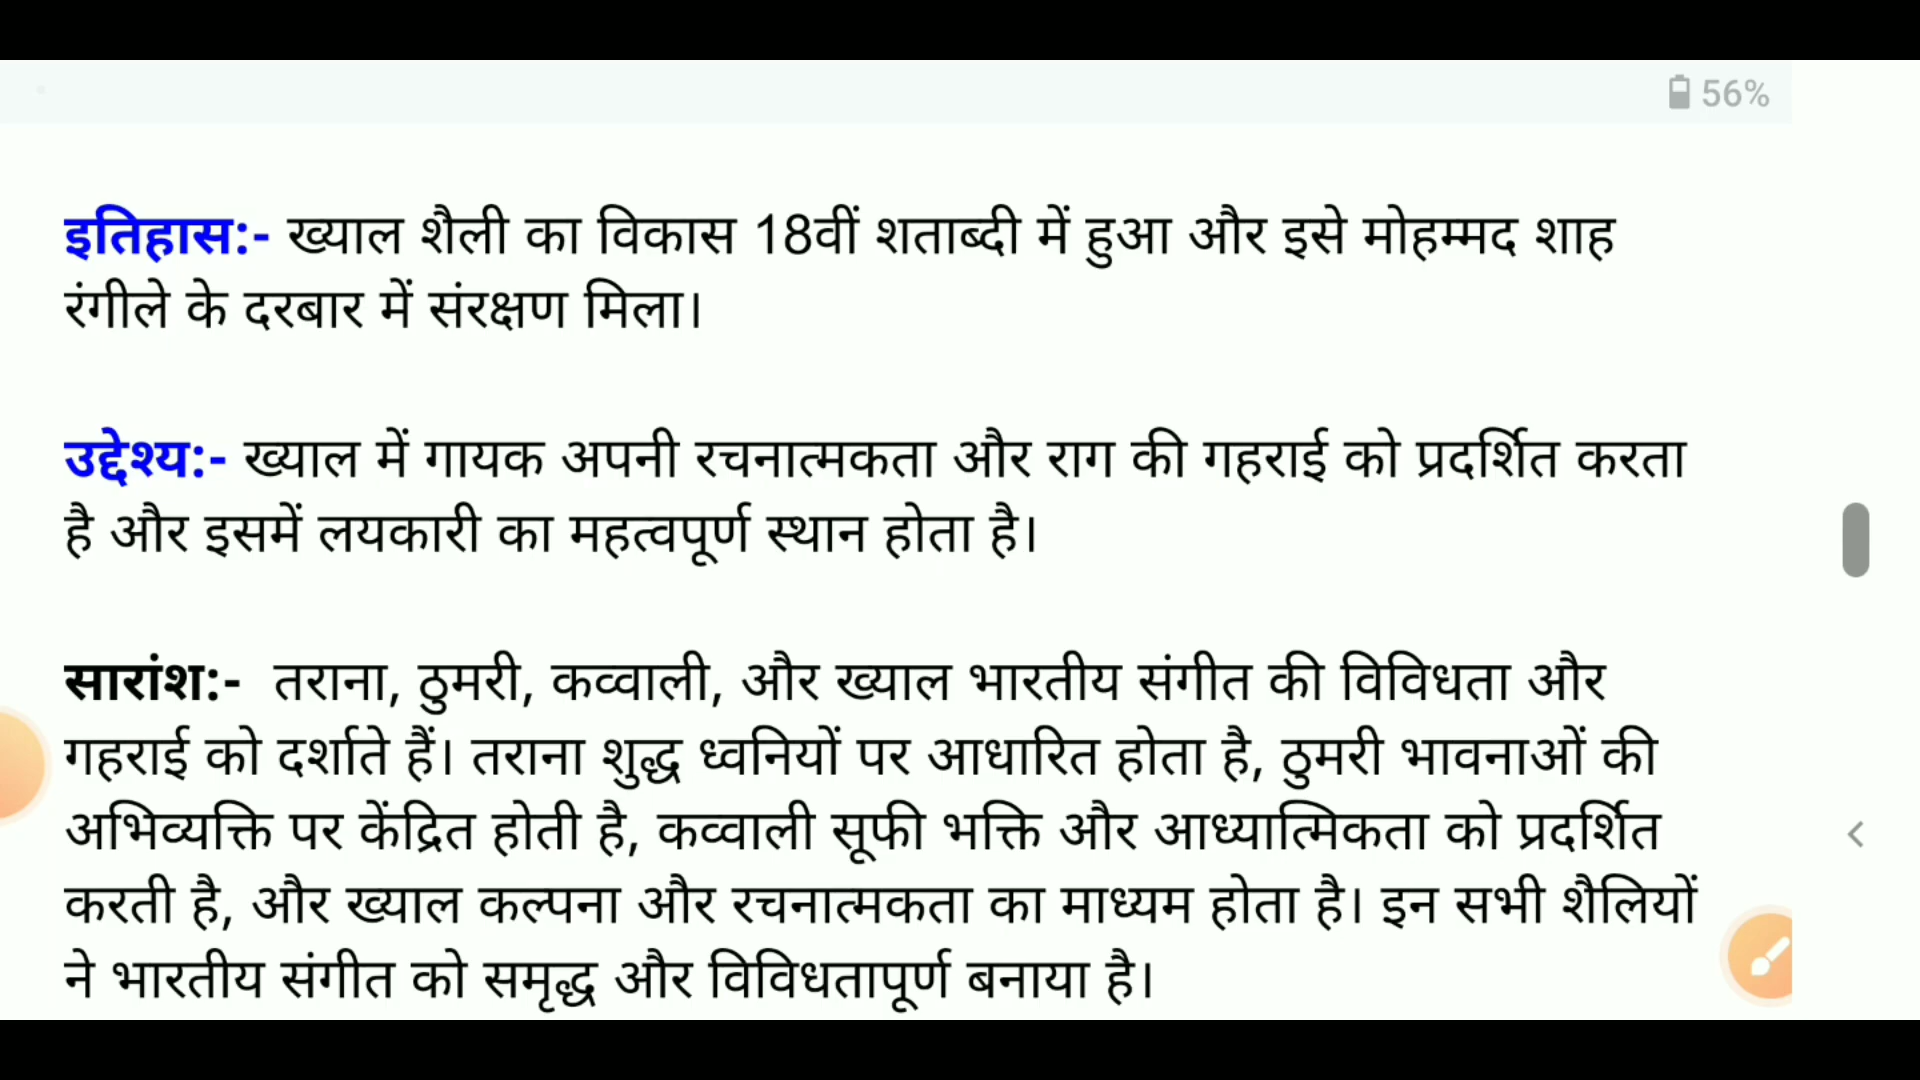 56%
इतिहास:- ख्याल शैली का विकास 18वीं शताब्दी में हुआ और इसे मोहम्मद शाह
रंगीले के दरबार में संरक्षण मिला।
उद्देश्य:- ख्याल में गायक अपनी रचनात्मकता और राग की गहराई को प्रदर्शित करता
है और इसमें लयकारी का महत्वपूर्ण स्थान होता है।
सारांश:- तराना, ठुमरी, कव्वाली, और ख्याल भारतीय संगीत की विविधता और
गहराई को दर्शाते हैं। तराना शुद्ध ध्वनियों पर आधारित होता है, ठुमरी भावनाओं की
अभिव्यक्ति पर केंद्रित होती है, कव्वाली सूफी भक्ति और आध्यात्मिकता को प्रदर्शित
करती है, और ख्याल कल्पना और रचनात्मकता का माध्यम होता है। इन सभी शैलियों
ने भारतीय संगीत को समृद्ध और विविधतापूर्ण बनाया है।